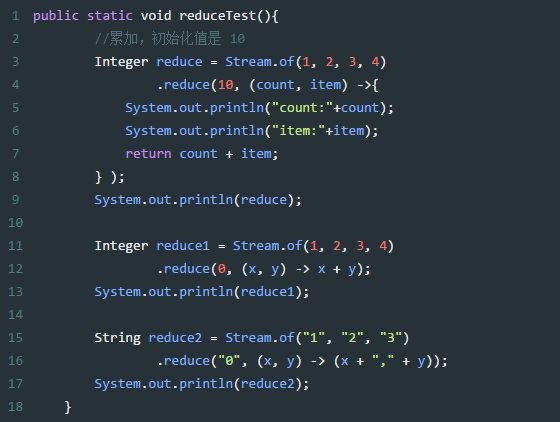 1 public static void reduceTest(){
2 //累加，初始化值是 10
3 Integer reduce = Stream.of(1, 2, 3, 4)
4 .reduce(10, (count, item) ->{
5 System.out.println("count:"+count);
6 System.out.println("item:"+item);
7 return count + item;
8 } );
9 System.out.println(reduce);
10
11 Integer reduce1 = Stream.of(1, 2, 3, 4)
12 .reduce(0, (x, y) -> x + y);
13 System.out.println(reduce1);
14
15 String reduce2 = Stream.of("1", "2", "3")
16 .reduce("0", (x, y) -> (x + "," + y));
17 System.out.println(reduce2);
18 }